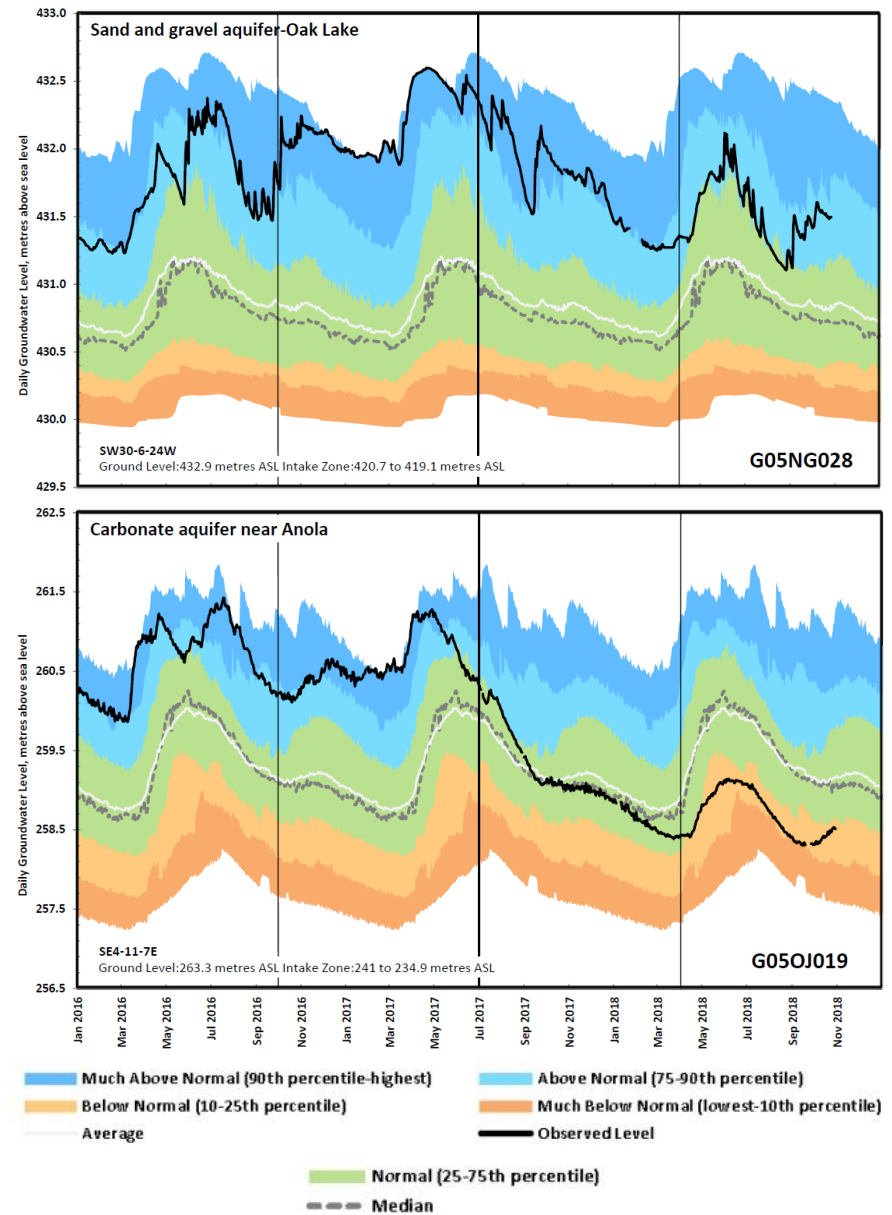 433.0
Sand and gravel aquifer-Oak Lake
432.5
432.0
431.5
431.0
430.5
430.0
429.5
Daily Groundwater Level, metres above sea level
SW30-6-24W
Ground Level:432.9 metres ASL Intake Zone:420.7 to 419.1 metres ASL
G05NG028
262.5
Carbonate aquifer near Anola
261.5
260.5
259.5
258.5
257.5
256.5
Daily Groundwater Level, metres above sea level
SE4-11-7E
Ground Level:263.3 metres ASL Intake Zone:241 to 234.9 metres ASL
G05OJ019
Jan 2016
Mar 2016
May 2016
Jul 2016
Sep 2016
Nov 2016
Jan 2017
Mar 2017
May 2017
Jul 2017
Sep 2017
Nov 2017
Jan 2018
Mar 2018
May 2018
Jul 2018
Sep 2018
Nov 2018
Much Above Normal (90th percentile-highest)
Above Normal (75-90th percentile)
Below Normal (10-25th percentile)
Much Below Normal (lowest-10th percentile)
Average
Observed Level
Normal (25-75th percentile)
Median